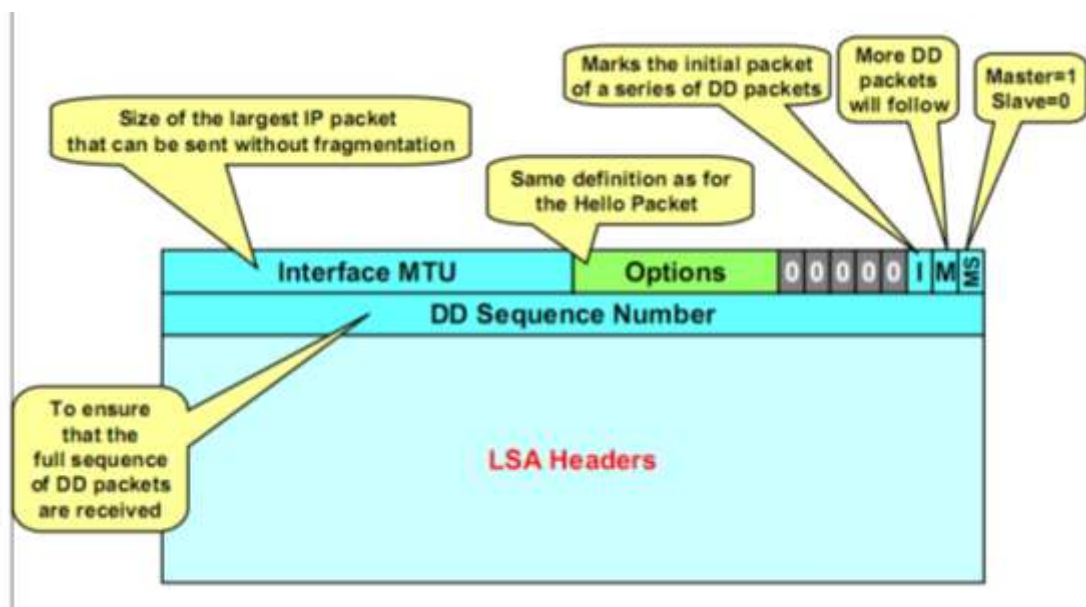 Size of the largest IP packet
that can be sent without fragmentation
Marks the initial packet
of a series of DD packets
More DD
packets
will follow
Master=1
Slave=0
Same definition as for
the Hello Packet
Interface MTU
Options
0 0 0 0 0 I M MS
DD Sequence Number
To ensure
that the
full sequence
of DD packets
are received
LSA Headers